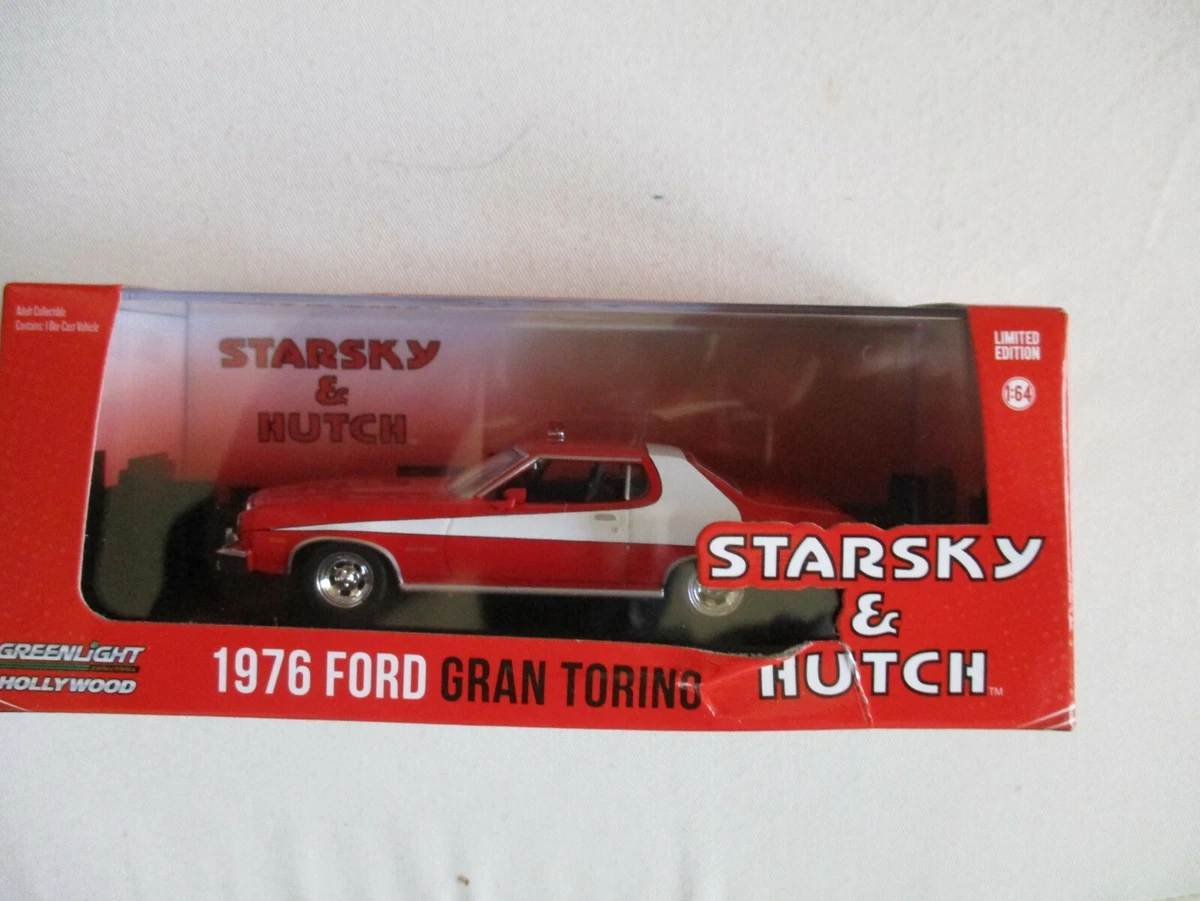 Adult Collectible
Contains: 1 Die-Cast Vehicle
STARSKY
&
HUTCH
LIMITED
EDITION
1:64
STARSKY
&
HUTCH™
GREENLIGHT
HOLLYWOOD
1976 FORD GRAN TORINO